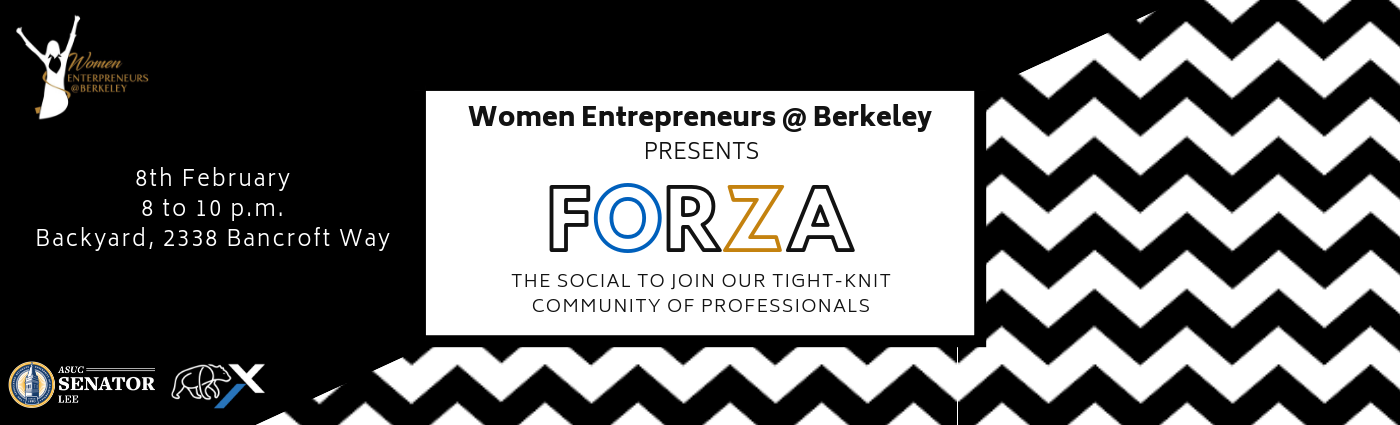 Women
ENTERPRENEURS
@BERKELEY
8th February
8 to 10 p.m.
Backyard, 2338 Bancroft Way
Women Entrepreneurs @ Berkeley
PRESENTS
FORZA
THE SOCIAL TO JOIN OUR TIGHT-KNIT
COMMUNITY OF PROFESSIONALS
ASUC
SENATOR
LEE
X